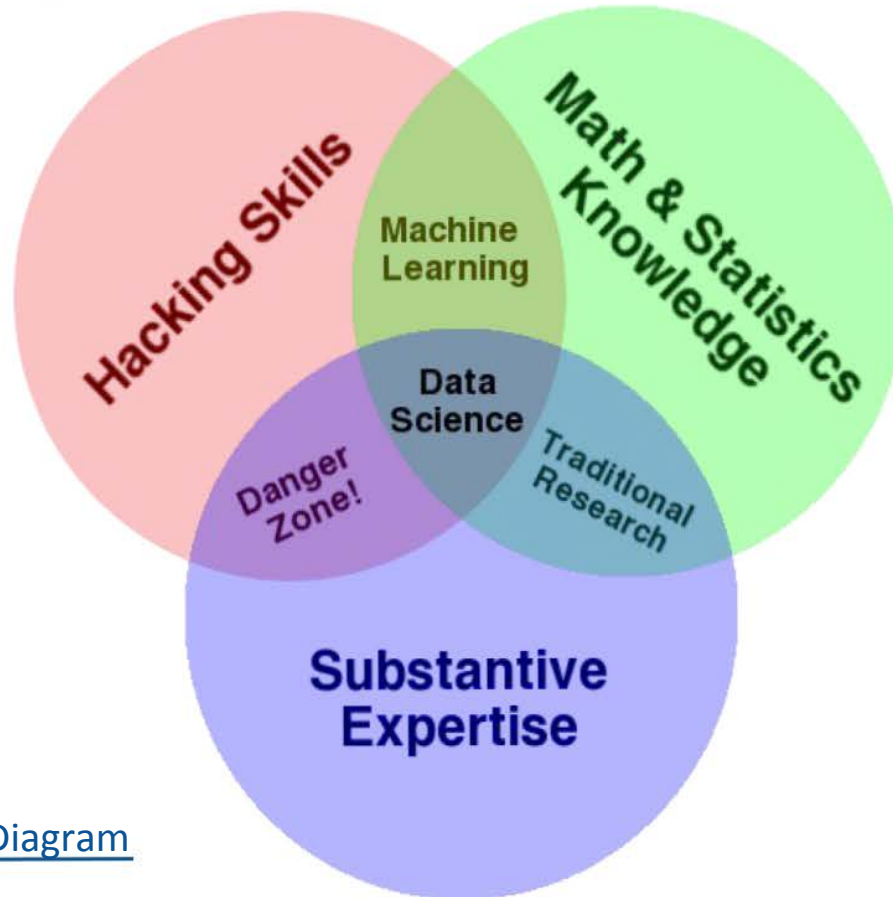 Hacking Skills
Math & Statistics
Knowledge
Machine
Learning
Data
Science
Danger
Zone!
Traditional
Research
Substantive
Expertise
Diagram